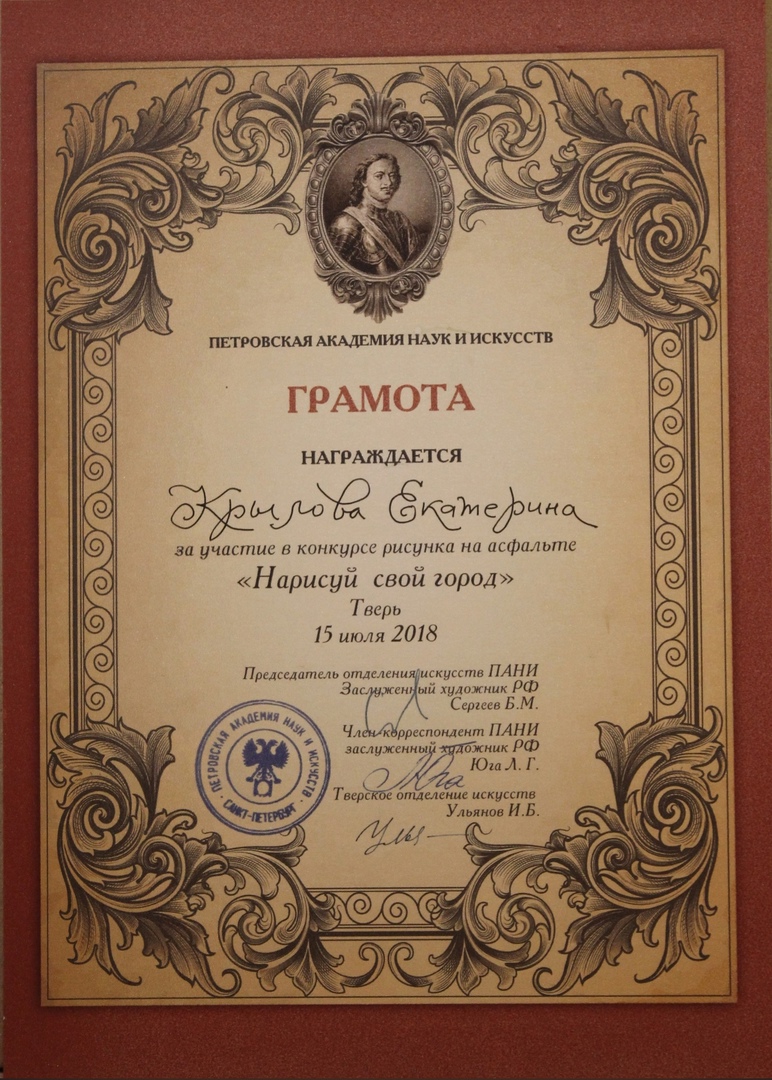 ПЕТРОВСКАЯ АКАДЕМИЯ НАУК И ИСКУССТВ
ГРАМОТА
НАГРАЖДАЕТСЯ
Крылова Екатерина
за участие в конкурсе рисунка на асфальте
«Нарисуй свой город»
Тверь
15 июля 2018
Председатель отделения искусств ПАНИ
Заслуженный художник РФ
Сергеев Б.М.
Член-корреспондент ПАНИ
заслуженный художник РФ
Юга Л. Г.
Тверское отделение искусств
Ульянов И.Б.
ПЕТРОВСКАЯ АКАДЕМИЯ НАУК И ИСКУССТВ
САНКТ-ПЕТЕРБУРГ